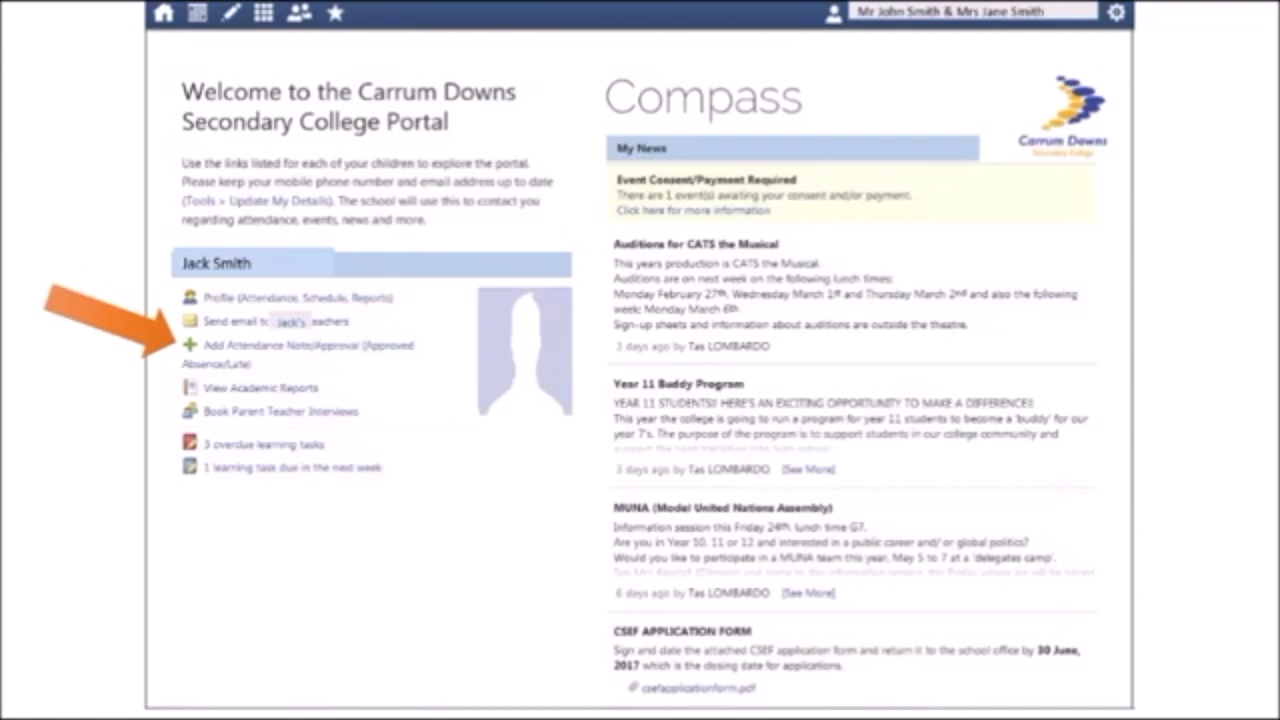 Mr John Smith & Mrs Jane Smith
Welcome to the Carrum Downs
Secondary College Portal
Use the links listed for each of your children to explore the portal.
Please keep your mobile phone number and email address up to date
(Tools > Update My Details). The school will use this to contact you
regarding attendance, events, news and more.
Jack Smith
Profile (Attendance, Schedule, Reports)
Send email to Jack's teachers
Add Attendance Note/Approval (Approved
Absence/Late)
View Academic Reports
Book Parent Teacher Interviews
3 overdue learning tasks
1 learning task due in the next week
Compass
Carrum Downs
Secondary College
My News
Event Consent/Payment Required
There are 1 event(s) awaiting your consent and/or payment.
Click here for more information
Auditions for CATS the Musical
This years production is CATS the Musical.
Auditions are on next week on the following lunch times:
Monday February 27th, Wednesday March 1st and Thursday March 2nd and also the following
week: Monday March 6th
Sign-up sheets and information about auditions are outside the theatre.
3 days ago by Tas LOMBARDO
Year 11 Buddy Program
YEAR 11 STUDENTS!! HERE'S AN EXCITING OPPORTUNITY TO MAKE A DIFFERENCE!!
This year the college is going to run a program for year 11 students to become a 'buddy' for our
year 7's. The purpose of the program is to support students in our college community and
3 days ago by Tas LOMBARDO [See More]
MUNA (Model United Nations Assembly)
Information session this Friday 24th, lunch time G7.
Are you in Year 10, 11 or 12 and interested in a public career and/ or global politics?
Would you like to participate in a MUNA team this year, May 5 to 7 at a 'delegates camp'.
6 days ago by Tas LOMBARDO [See More]
CSEF APPLICATION FORM
Sign and date the attached CSEF application form and return it to the school office by 30 June,
2017 which is the closing date for applications.
csefapplicationform.pdf